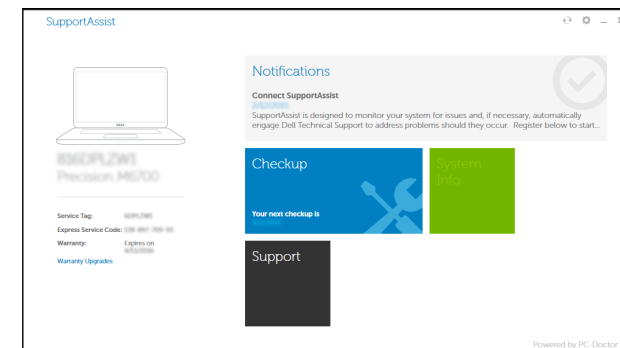 SupportAssist
Notifications
Connect SupportAssist
SupportAssist is designed to monitor your system for issues and, if necessary, automatically
engage Dell Technical Support to address problems should they occur. Register below to start...
DELL
Precision M6700
Checkup
Your next checkup is
System
Info
Service Tag:
Express Service Code:
Warranty: Expires on
Warranty Upgrades
Support
Powered by PC-Doctor